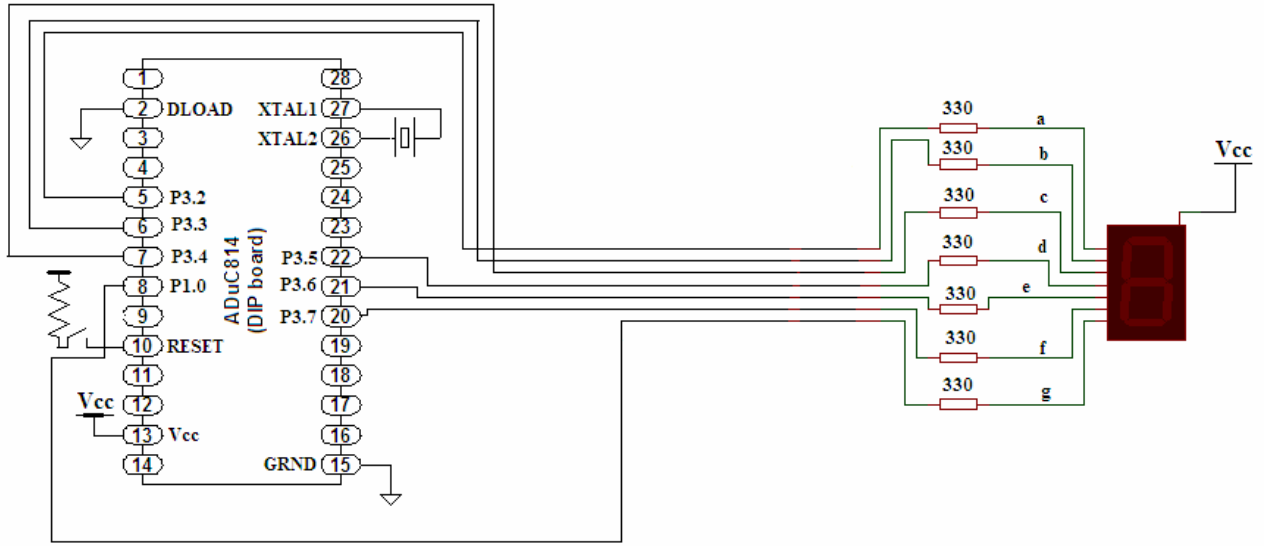 1
28
2 DLOAD
XTAL1 27
3
XTAL2 26
4
25
5 P3.2
24
6 P3.3
23
7 P3.4
P3.5 22
8 P1.0
P3.6 21
9
P3.7 20
10 RESET
19
11
18
12
17
Vcc
13 Vcc
16
14
GRND 15
ADuC814
(DIP board)
330
a
330
b
330
c
330
d
330
e
330
f
330
g
Vcc